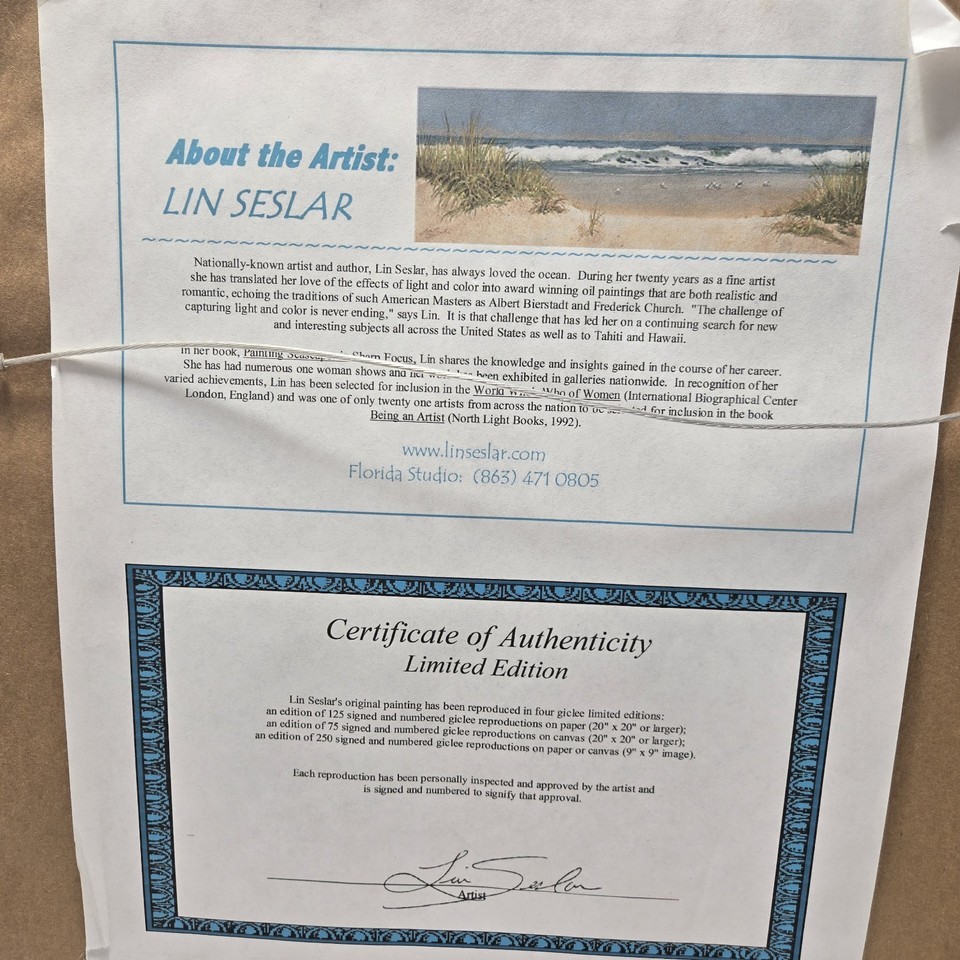 About the Artist:
LIN SESLAR
Nationally-known artist and author, Lin Seslar, has always loved the ocean. During her twenty years as a fine artist
she has translated her love of the effects of light and color into award winning oil paintings that are both realistic and
romantic, echoing the traditions of such American Masters as Albert Bierstadt and Frederick Church. "The challenge of
capturing light and color is never ending," says Lin. It is that challenge that has led her on a continuing search for new
and interesting subjects all across the United States as well as to Tahiti and Hawaii.
In her book, Painting Sharp Focus, Lin shares the knowledge and insights gained in the course of her career.
She has had numerous one woman shows and her been exhibited in galleries nationwide. In recognition of her
varied achievements, Lin has been selected for inclusion in the World Who of Women (International Biographical Center
London, England) and was one of only twenty one artists from across the nation to be for inclusion in the book
Being an Artist (North Light Books, 1992).
www.linseslar.com
Florida Studio: (863) 471 0805
Certificate of Authenticity
Limited Edition
Lin Seslar's original painting has been reproduced in four giclee limited editions:
an edition of 125 signed and numbered giclee reproductions on paper (20" x 20" or larger);
an edition of 75 signed and numbered giclee reproductions on canvas (20" x 20" or larger);
an edition of 250 signed and numbered giclee reproductions on paper or canvas (9" x 9" image).
Each reproduction has been personally inspected and approved by the artist and
is signed and numbered to signify that approval.
Lin Seslar
Artist